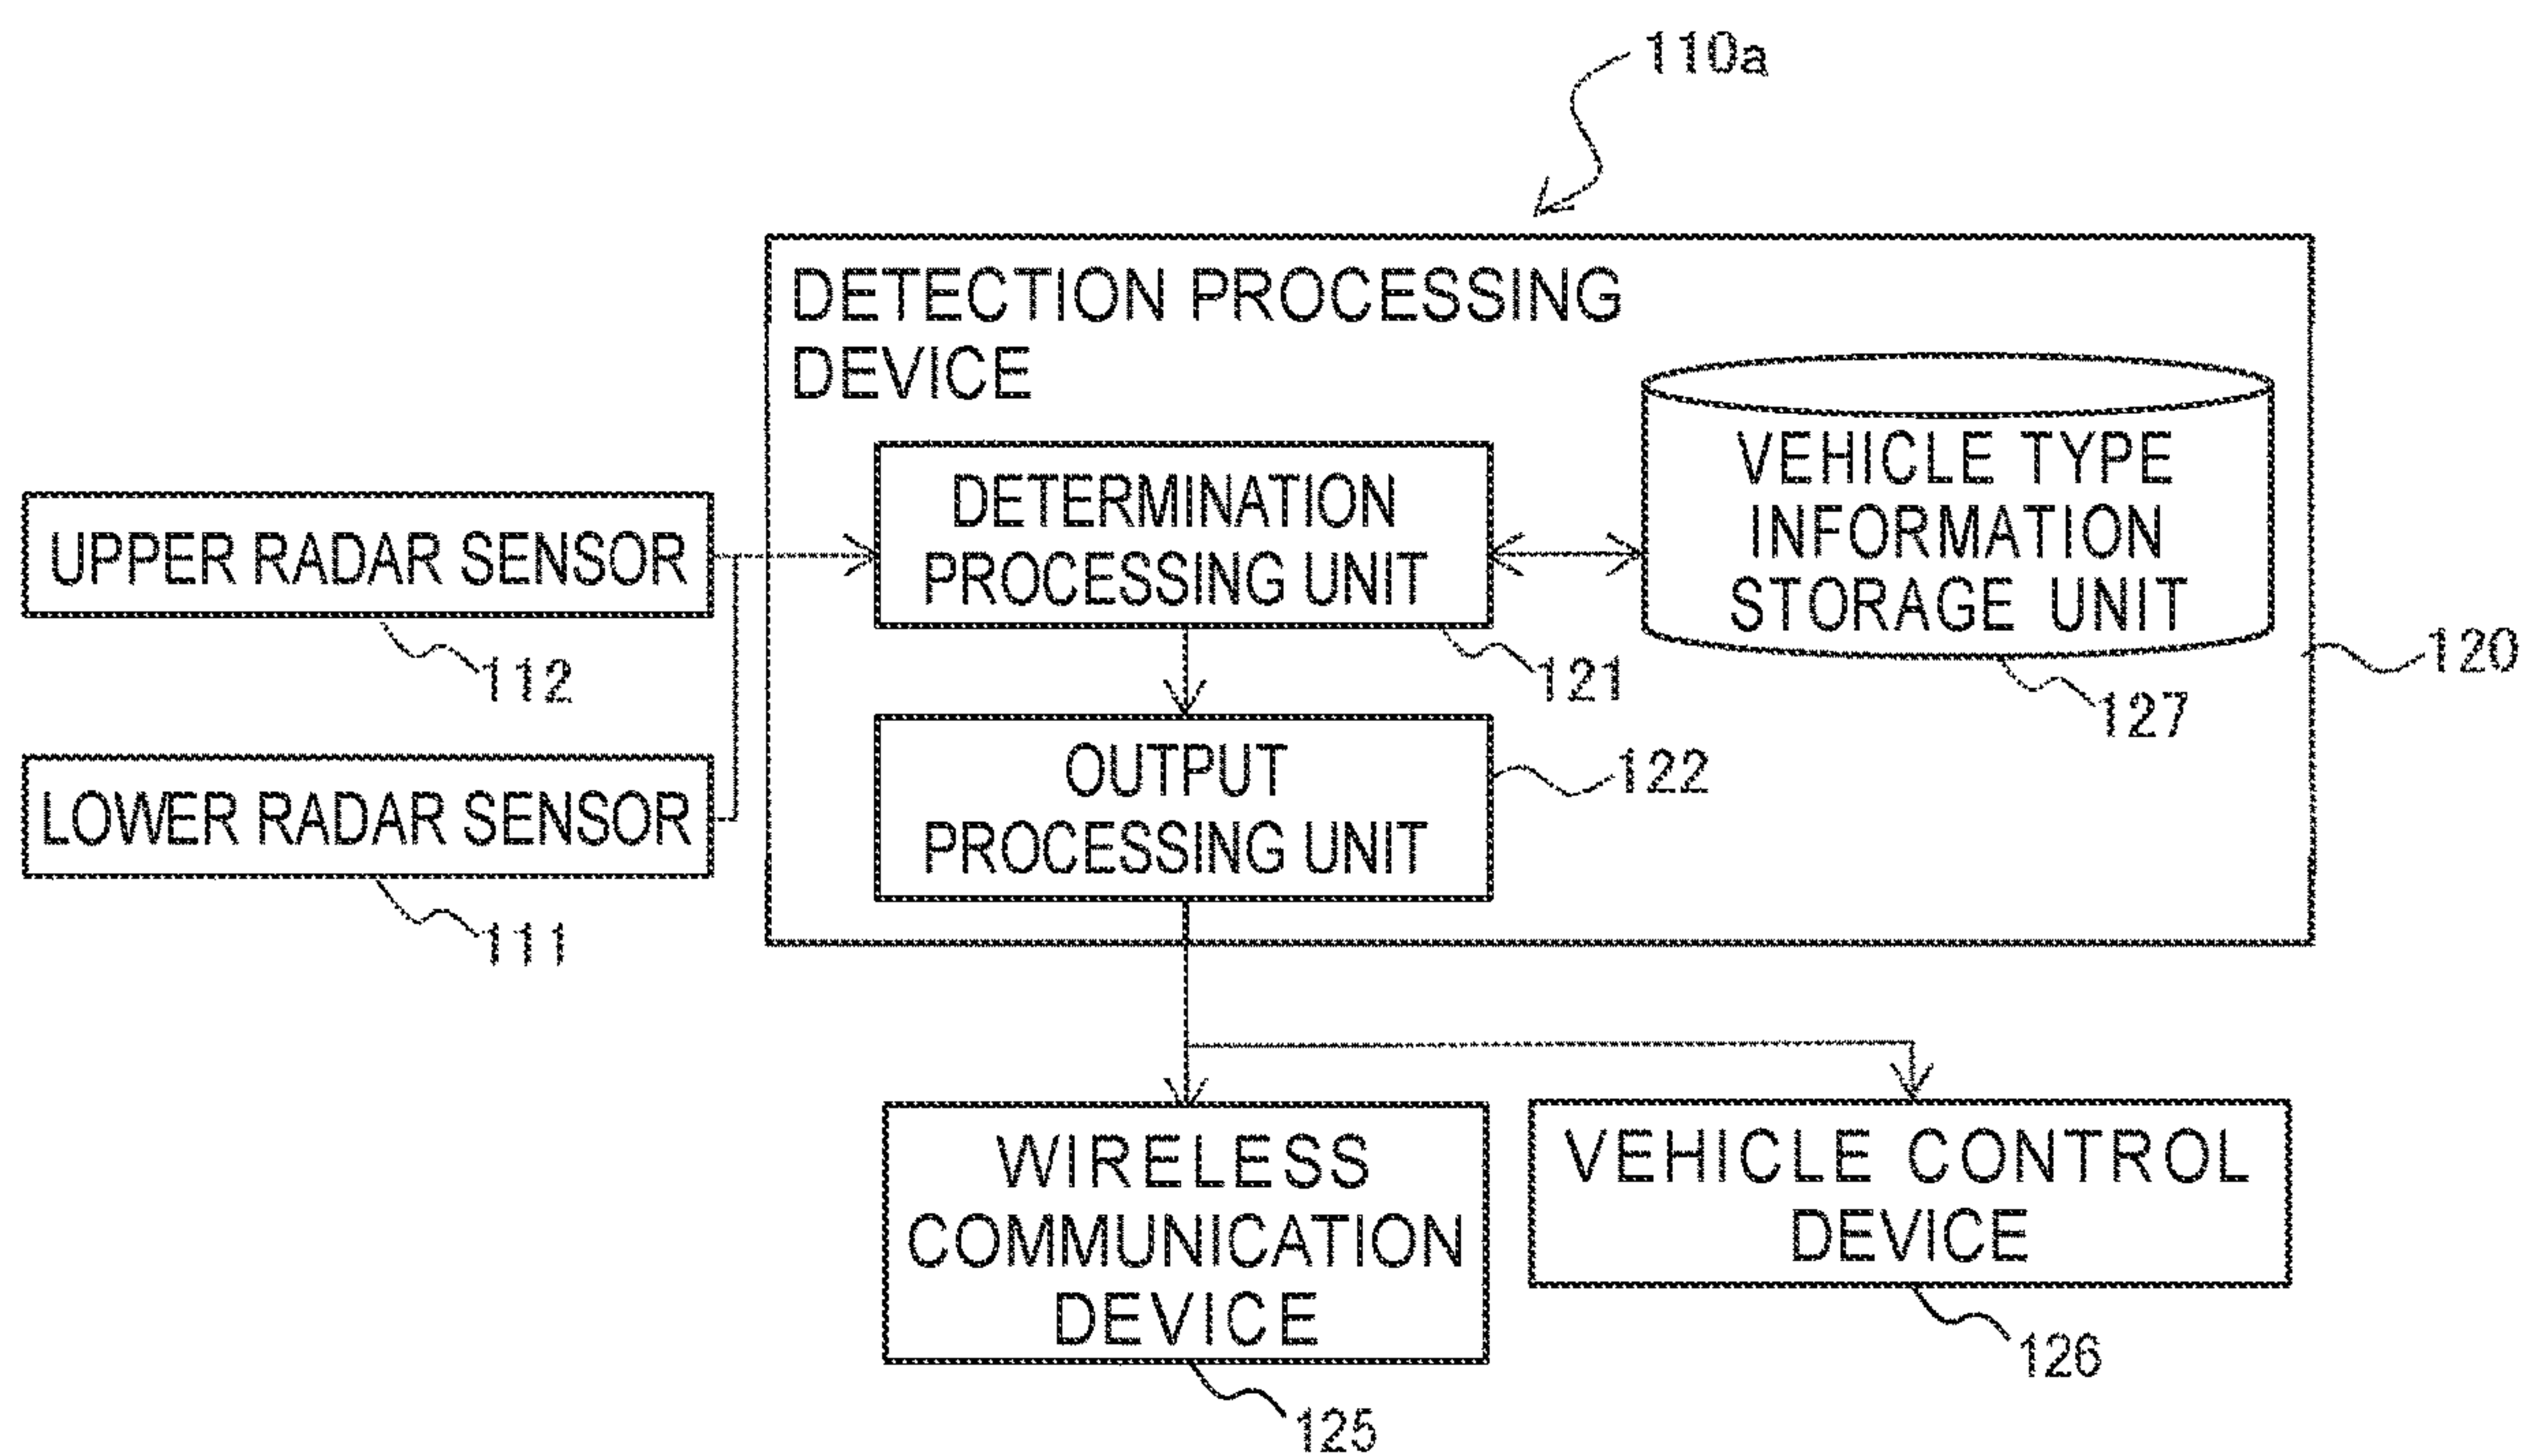 110a
DETECTION PROCESSING
DEVICE
UPPER RADAR SENSOR
112
LOWER RADAR SENSOR
111
DETERMINATION
PROCESSING UNIT
121
VEHICLE TYPE
INFORMATION
STORAGE UNIT
127
120
OUTPUT
PROCESSING UNIT
122
WIRELESS
COMMUNICATION
DEVICE
125
VEHICLE CONTROL
DEVICE
126